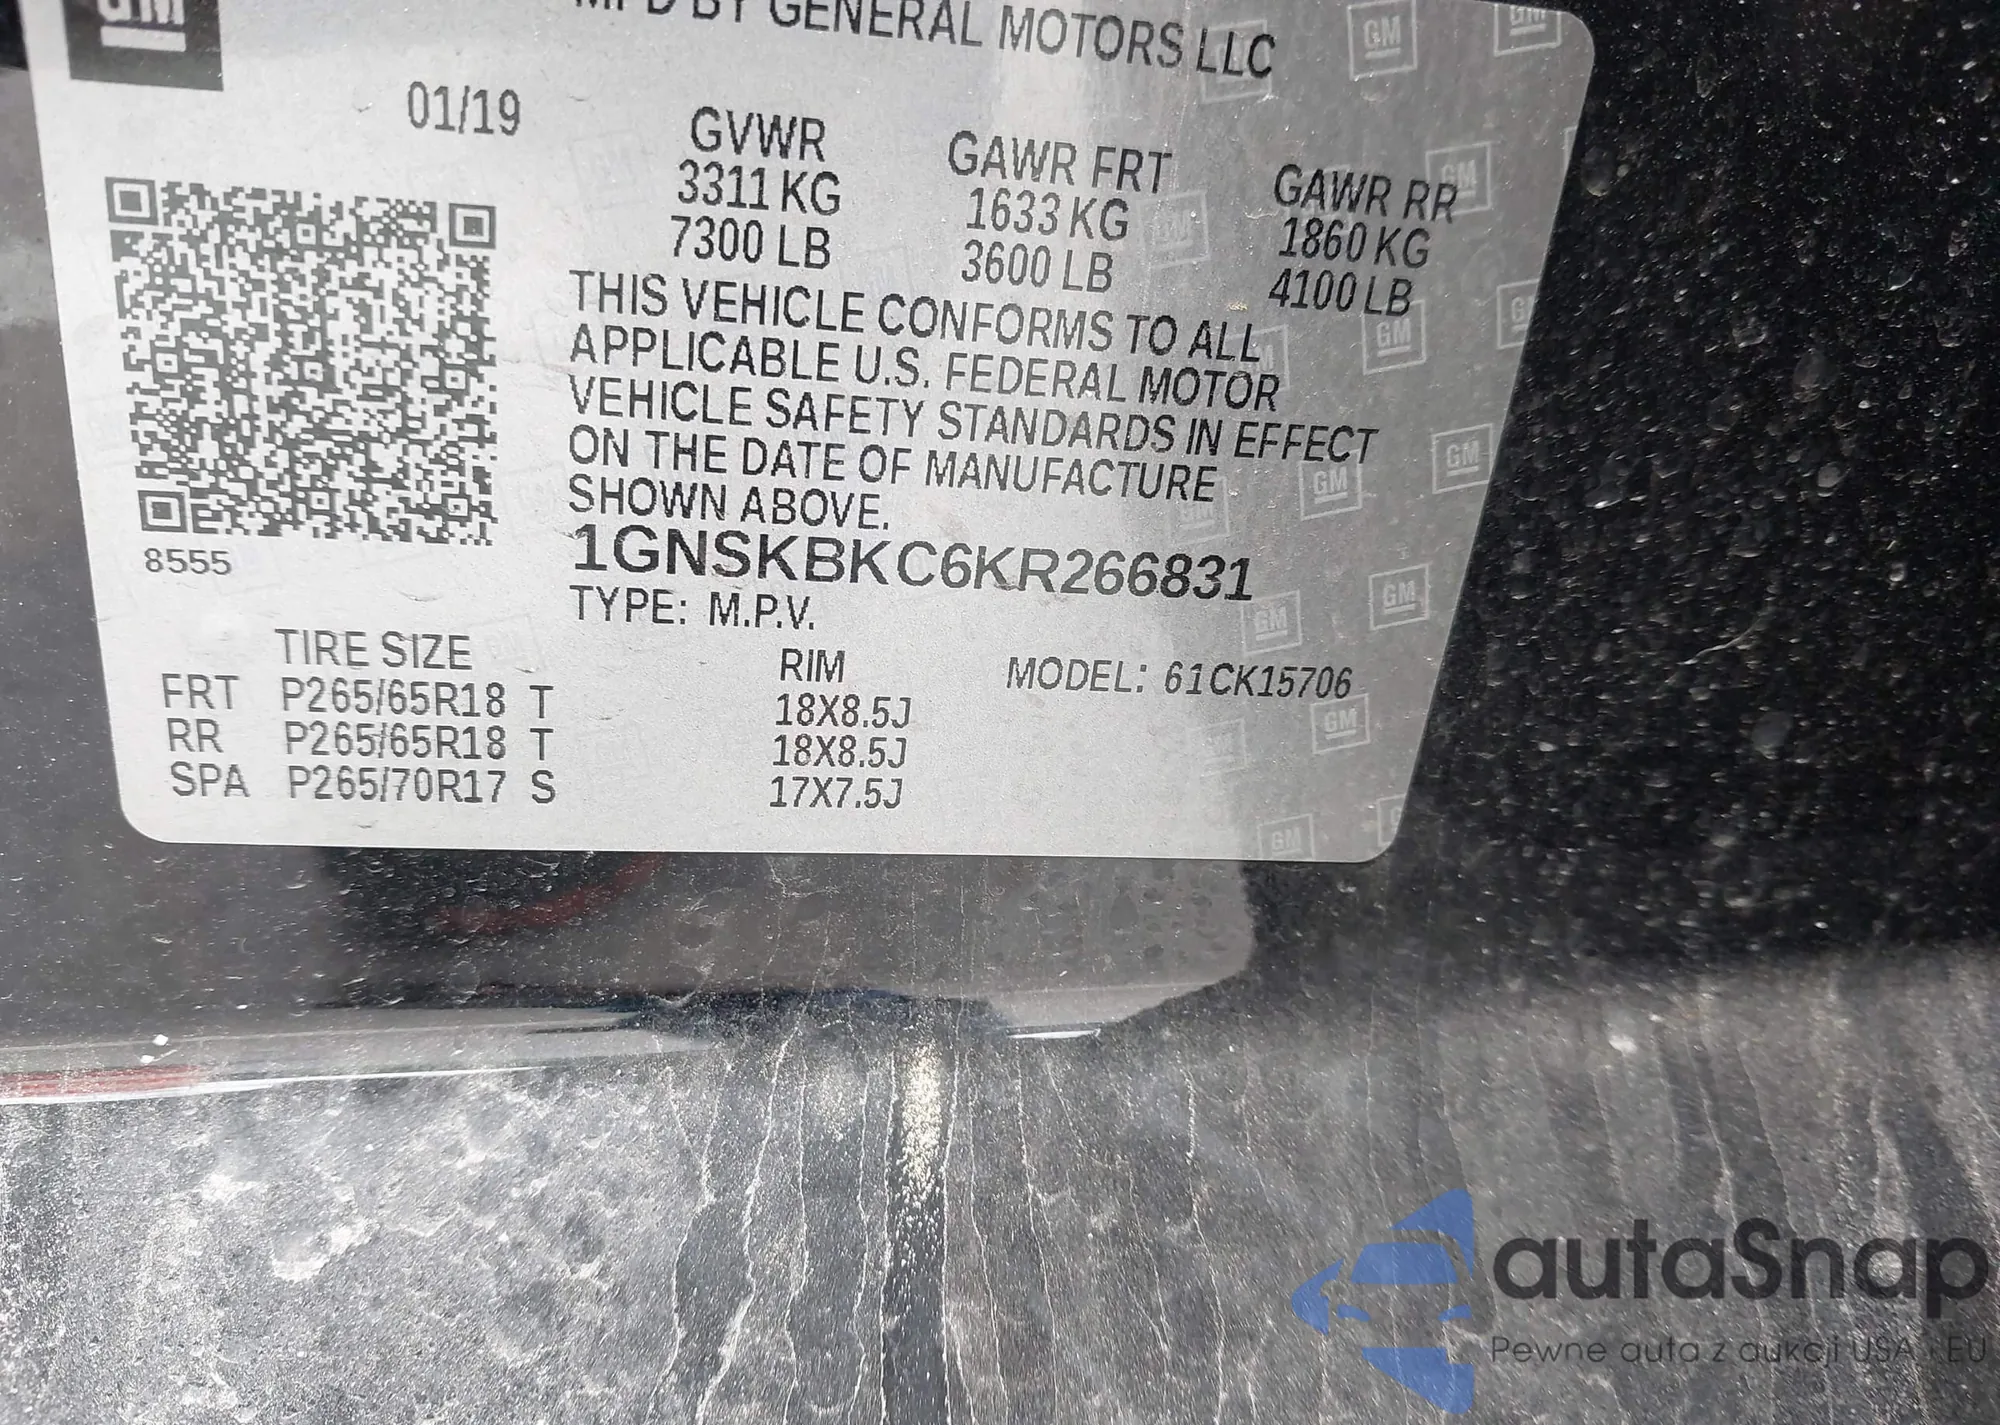 GM
MFD BY GENERAL MOTORS LLC
01/19
GVWR GAWR FRT GAWR RR
3311 KG 1633 KG 1860 KG
7300 LB 3600 LB 4100 LB
THIS VEHICLE CONFORMS TO ALL
APPLICABLE U.S. FEDERAL MOTOR
VEHICLE SAFETY STANDARDS IN EFFECT
ON THE DATE OF MANUFACTURE
SHOWN ABOVE.
8555
1GNSKBKC6KR266831
TYPE: M.P.V.
TIRE SIZE RIM MODEL: 61CK15706
FRT P265/65R18 T 18X8.5J
RR P265/65R18 T 18X8.5J
SPA P265/70R17 S 17X7.5J
autaSnap
Pewne auta z aukcji USA i EU